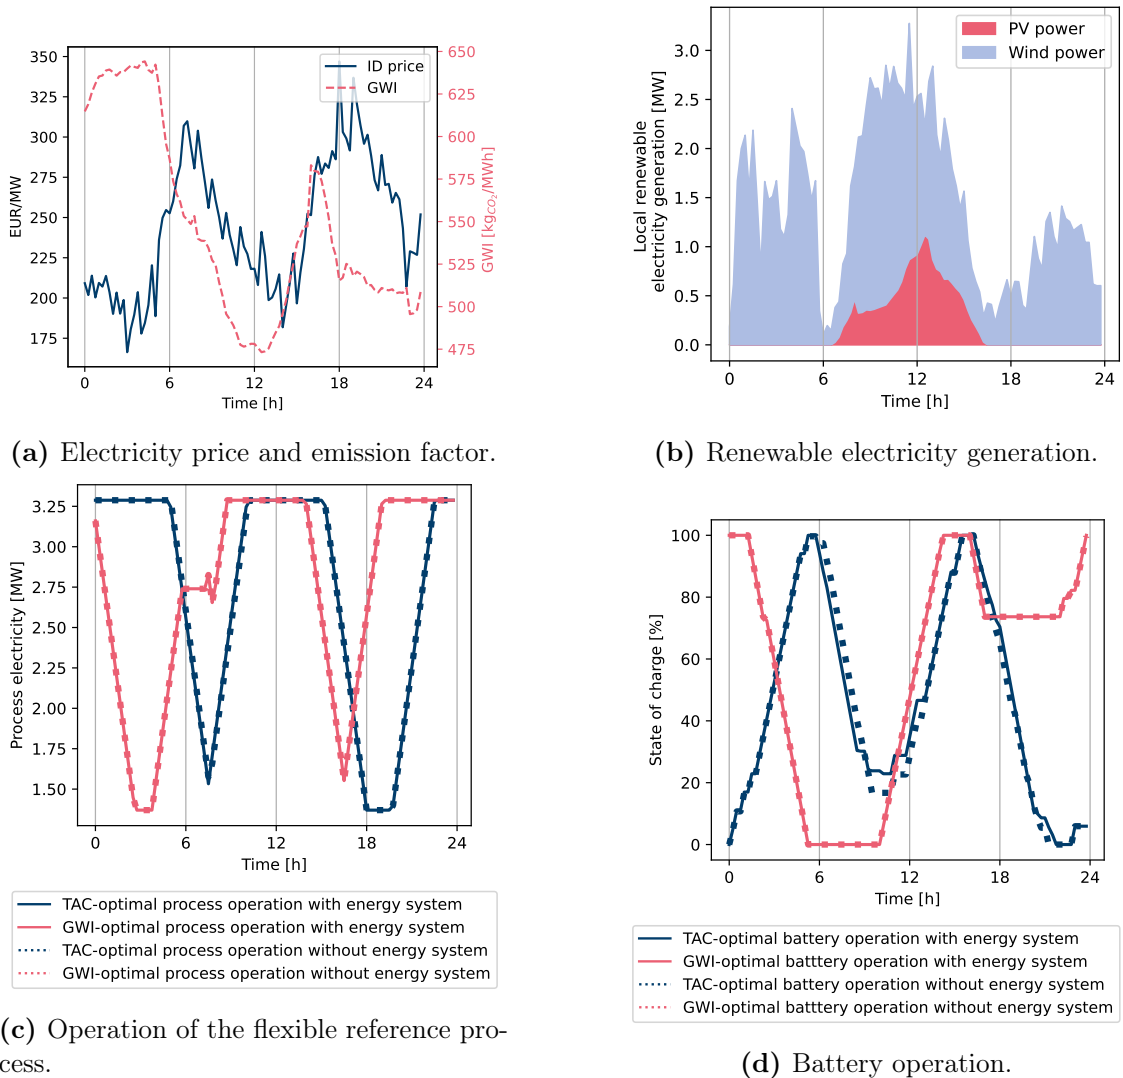 350
325
300
275
250
225
200
175
EUR/MW
650
625
600
575
550
525
500
475
GWI [kg_{CO_2}/MWh]
ID price
GWI
0 6 12 18 24
Time [h]
(a) Electricity price and emission factor.
3.0
2.5
2.0
1.5
1.0
0.5
0.0
Local renewable
electricity generation [MW]
PV power
Wind power
0 6 12 18 24
Time [h]
(b) Renewable electricity generation.
3.25
3.00
2.75
2.50
2.25
2.00
1.75
1.50
Process electricity [MW]
0 6 12 18 24
Time [h]
TAC-optimal process operation with energy system
GWI-optimal process operation with energy system
TAC-optimal process operation without energy system
GWI-optimal process operation without energy system
(c) Operation of the flexible reference pro-
cess.
100
80
60
40
20
0
State of charge [%]
0 6 12 18 24
Time [h]
TAC-optimal battery operation with energy system
GWI-optimal batttery operation with energy system
TAC-optimal battery operation without energy system
GWI-optimal batttery operation without energy system
(d) Battery operation.